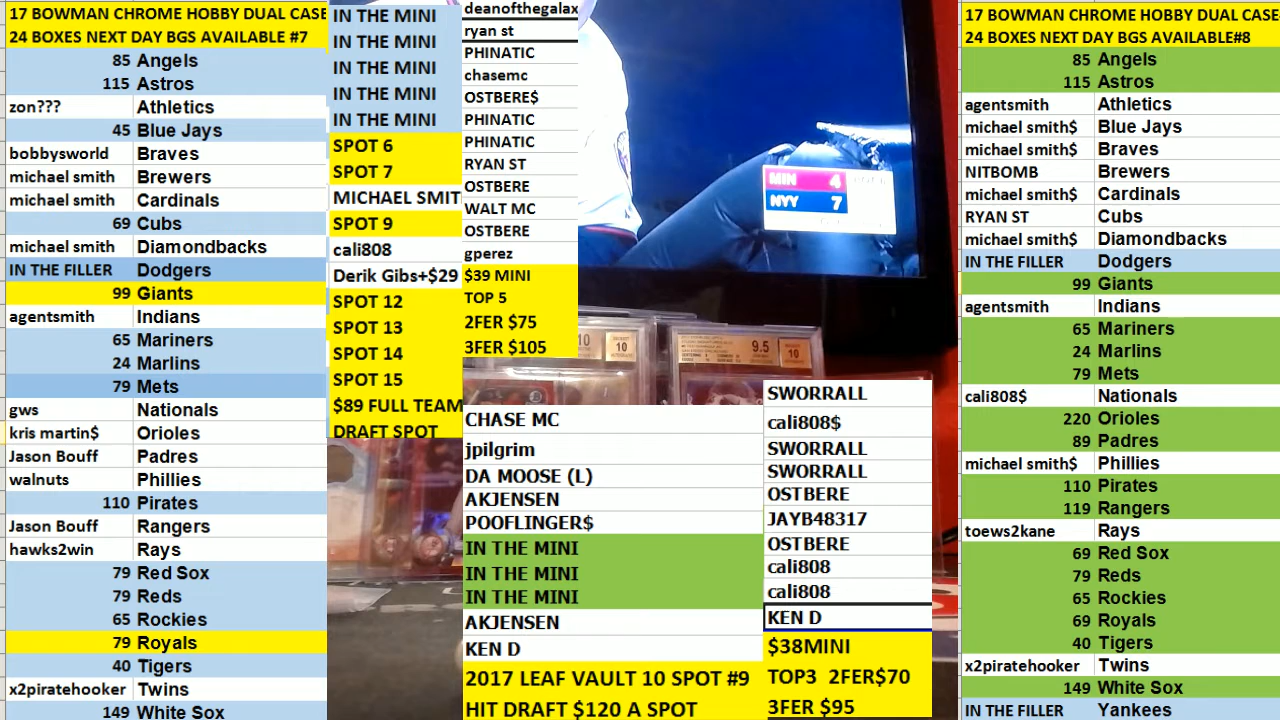 17 BOWMAN CHROME HOBBY DUAL CASE
24 BOXES NEXT DAY BGS AVAILABLE #7
85 Angels
115 Astros
zon??? Athletics
45 Blue Jays
bobbysworld Braves
michael smith Brewers
michael smith Cardinals
69 Cubs
michael smith Diamondbacks
IN THE FILLER Dodgers
99 Giants
agentsmith Indians
65 Mariners
24 Marlins
79 Mets
gws Nationals
kris martin$ Orioles
Jason Bouff Padres
walnuts Phillies
110 Pirates
Jason Bouff Rangers
hawks2win Rays
79 Red Sox
79 Reds
65 Rockies
79 Royals
40 Tigers
x2piratehooker Twins
149 White Sox
IN THE MINI
IN THE MINI
IN THE MINI
IN THE MINI
IN THE MINI
SPOT 6
SPOT 7
MICHAEL SMIT
SPOT 9
cali808
Derik Gibs+$29
SPOT 12
SPOT 13
SPOT 14
SPOT 15
$89 FULL TEAM
DRAFT SPOT
deanofthegalax
ryan st
PHINATIC
chasemc
OSTBERE$
PHINATIC
PHINATIC
RYAN ST
OSTBERE
WALT MC
OSTBERE
gperez
$39 MINI
TOP 5
2FER $75
3FER $105
MIN 4
NYY 7
10
10
9.5
10
CHASE MC
jpilgrim
DA MOOSE (L)
AKJENSEN
POOFLINGER$
IN THE MINI
IN THE MINI
IN THE MINI
AKJENSEN
KEN D
2017 LEAF VAULT 10 SPOT #9
HIT DRAFT $120 A SPOT
SWORRALL
cali808$
SWORRALL
SWORRALL
OSTBERE
JAYB48317
OSTBERE
cali808
cali808
KEN D
$38MINI
TOP3 2FER$70
3FER $95
17 BOWMAN CHROME HOBBY DUAL CASE
24 BOXES NEXT DAY BGS AVAILABLE#8
85 Angels
115 Astros
agentsmith Athletics
michael smith$ Blue Jays
michael smith$ Braves
NITBOMB Brewers
michael smith$ Cardinals
RYAN ST Cubs
michael smith$ Diamondbacks
IN THE FILLER Dodgers
99 Giants
agentsmith Indians
65 Mariners
24 Marlins
79 Mets
cali808$ Nationals
220 Orioles
89 Padres
michael smith$ Phillies
110 Pirates
119 Rangers
toews2kane Rays
69 Red Sox
79 Reds
65 Rockies
69 Royals
40 Tigers
x2piratehooker Twins
149 White Sox
IN THE FILLER Yankees